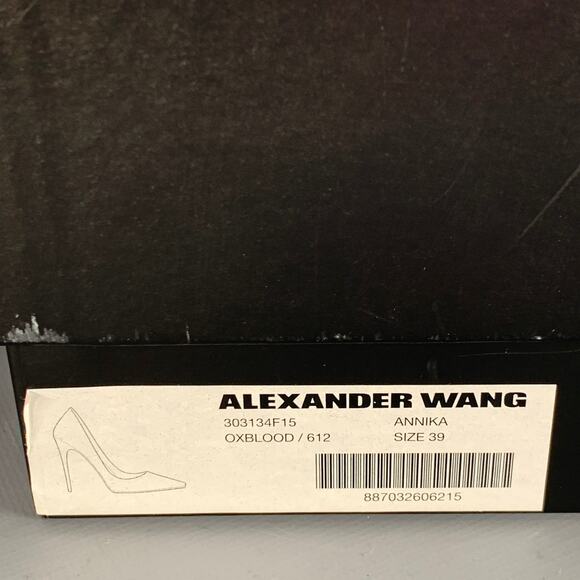 ALEXANDER WANG
303134F15 ANNIKA
OXBLOOD / 612 SIZE 39
887032606215